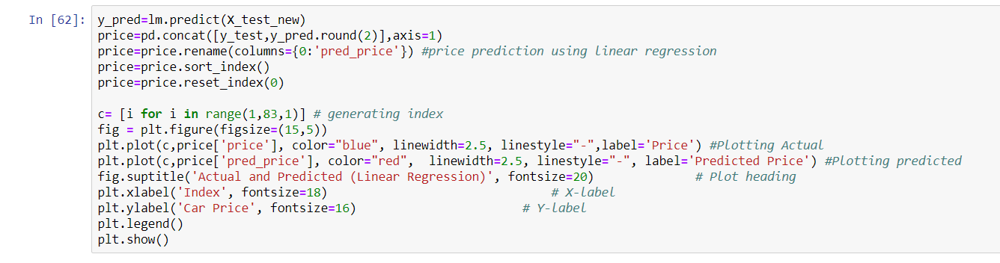 In [62]: y_pred=lm.predict(X_test_new)
price=pd.concat([y_test,y_pred.round(2)],axis=1)
price=price.rename(columns={0:'pred_price'}) #price prediction using linear regression
price=price.sort_index()
price=price.reset_index(0)
c= [i for i in range(1,83,1)] # generating index
fig = plt.figure(figsize=(15,5))
plt.plot(c,price['price'], color="blue", linewidth=2.5, linestyle="-",label='Price') #Plotting Actual
plt.plot(c,price['pred_price'], color="red",  linewidth=2.5, linestyle="-", label='Predicted Price') #Plotting predicted
fig.suptitle('Actual and Predicted (Linear Regression)', fontsize=20)              # Plot heading
plt.xlabel('Index', fontsize=18)                               # X-label
plt.ylabel('Car Price', fontsize=16)                       # Y-label
plt.legend()
plt.show()